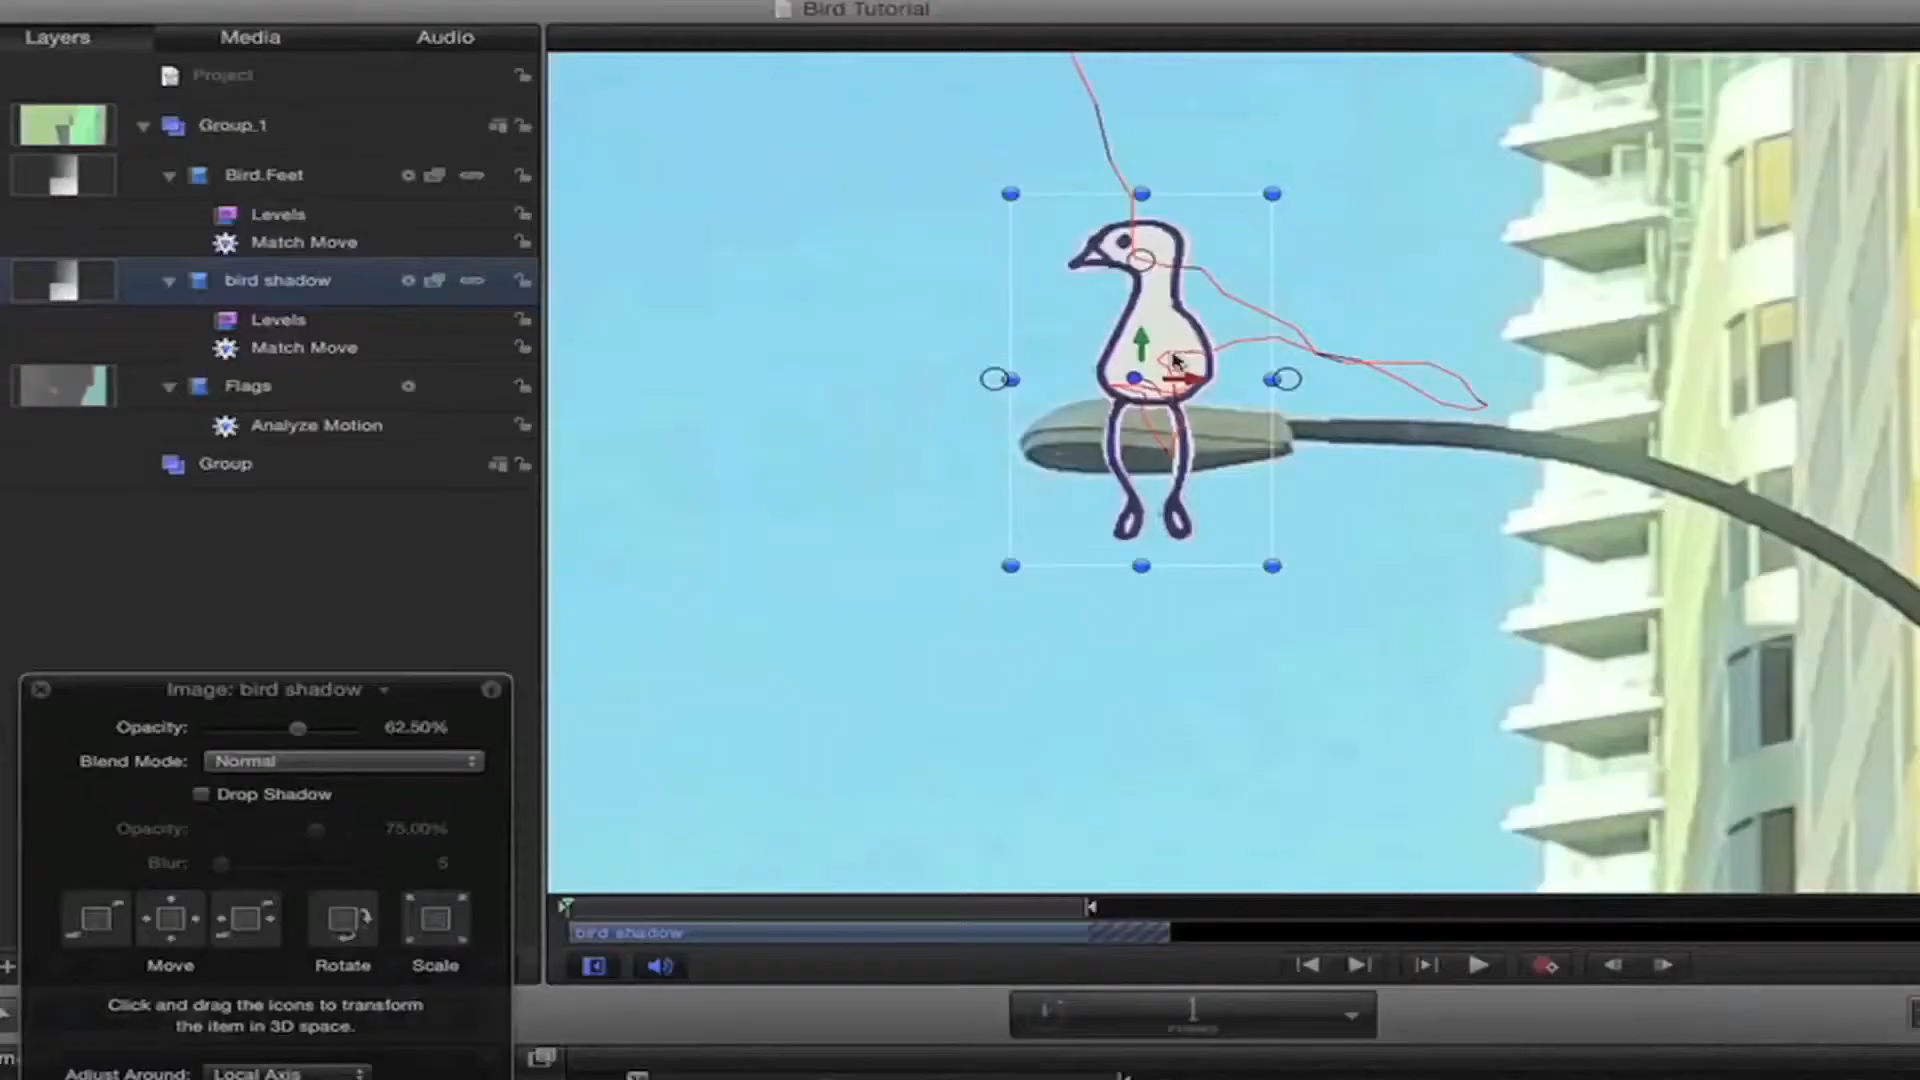 Bird Tutorial
Layers
Media
Audio
Project
Group.1
Bird.Feet
Levels
Match Move
bird shadow
Levels
Match Move
Flags
Analyze Motion
Group
Image: bird shadow
Opacity: 62.50%
Blend Mode: Normal
Drop Shadow
Opacity: 75.00%
Blur: 5
Move
Rotate
Scale
Click and drag the icons to transform
the item in 3D space.
Adjust Around: Local Axis
bird shadow
1